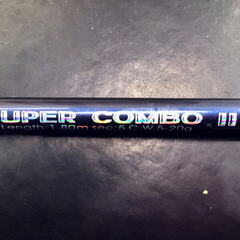 UPER COMBO II
Length:1.80m sec:5 C.W.5-20g